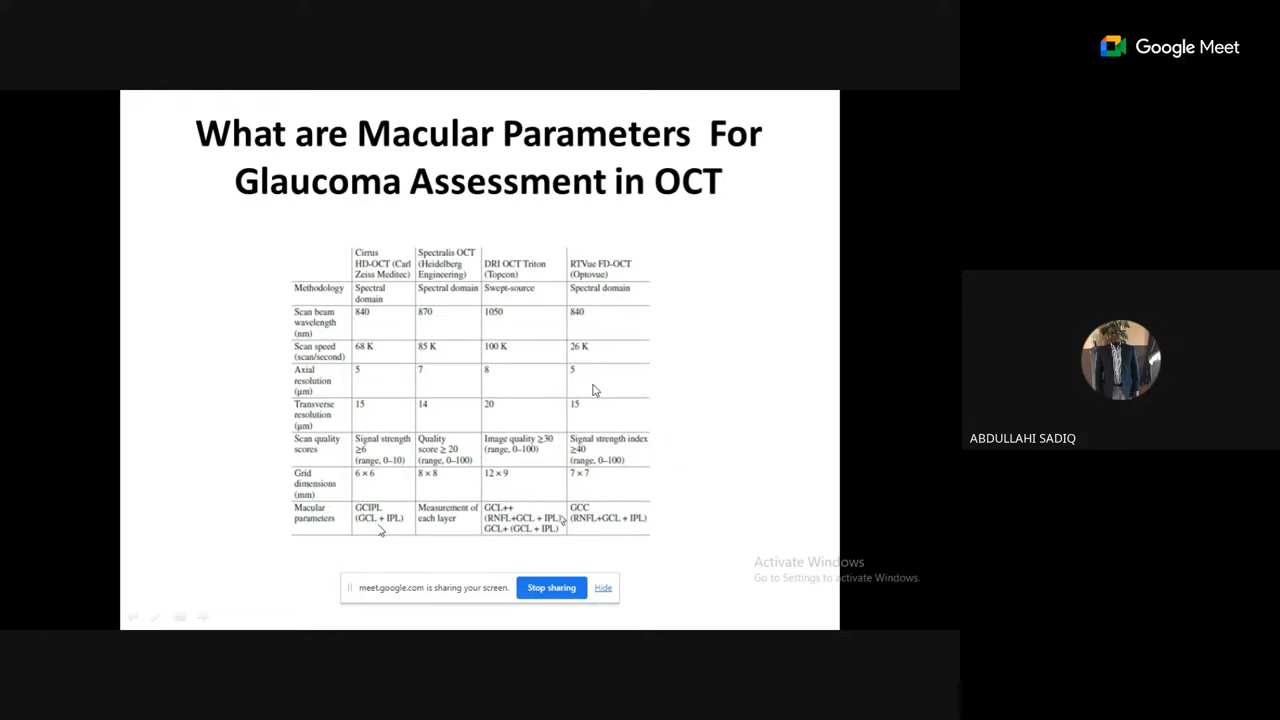 Google Meet
What are Macular Parameters For
Glaucoma Assessment in OCT
Cirrus HD-OCT (Carl Zeiss Meditec) Spectralis OCT (Heidelberg Engineering) DRI OCT Triton (Topcon) RTVue FD-OCT (Optovue)
Methodology Spectral domain Spectral domain Swept-source Spectral domain
Scan beam wavelength (nm) 840 870 1050 840
Scan speed (scan/second) 68 K 85 K 100 K 26 K
Axial resolution (μm) 5 7 8 5
Transverse resolution (μm) 15 14 20 15
Scan quality scores Signal strength ≥6 (range, 0–10) Quality score ≥ 20 (range, 0–100) Image quality ≥30 (range, 0–100) Signal strength index ≥40 (range, 0–100)
Grid dimensions (mm) 6 × 6 8 × 8 12 × 9 7 × 7
Macular parameters GCIPL (GCL + IPL) Measurement of each layer GCL++ (RNFL+GCL + IPL) GCL+ (GCL + IPL) GCC (RNFL+GCL + IPL)
ABDULLAHI SADIQ
Activate Windows
Go to Settings to activate Windows.
meet.google.com is sharing your screen. Stop sharing Hide